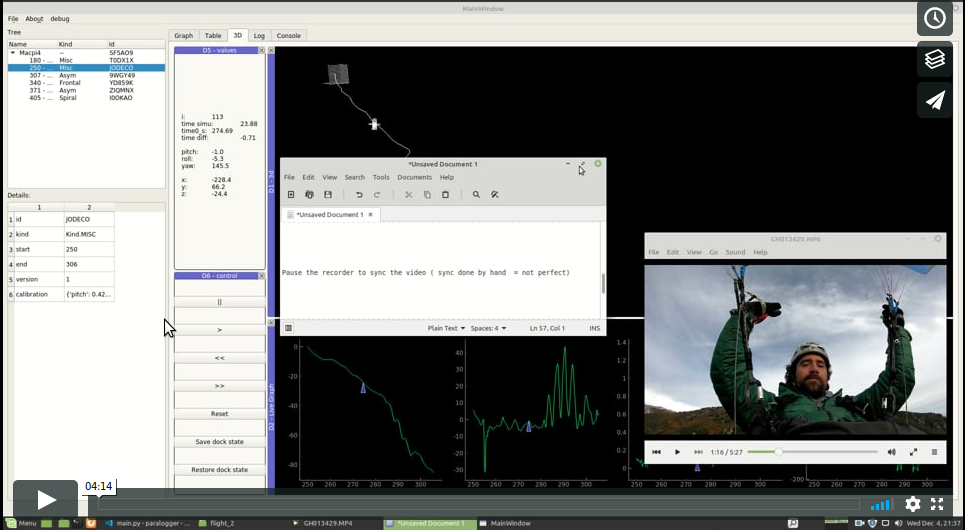 MainWindow
File About debug
Tree
Name Kind Id
Macpi4 -- SF5AO9
180 - ... Misc T8DX1X
250 - ... Misc JODECO
307 - ... Asym 9WGY49
340 - ... Frontal YD859K
371 - ... Asym ZIQMNX
405 - ... Spiral I0OKAO
Details:
1 2
1 id JODECO
2 kind Kind.MISC
3 start 250
4 end 306
5 version 1
6 calibration {'pitch': 0.42...
Graph Table 3D Log Console
D5 - values
i: 113
time simu: 23.88
time0_s: 274.69
time diff: -0.71
pitch: -1.0
roll: -5.3
yaw: 145.5
x: -228.4
y: 66.2
z: -24.4
D6 - control
||
>
<<
>>
Reset
Save dock state
Restore dock state
D1 - 3d
D2 - Live Graph
*Unsaved Document 1
File Edit View Search Tools Documents Help
*Unsaved Document 1 ×
Pause the recorder to sync the video ( sync done by hand = not perfect)
Plain Text Spaces: 4 Ln 57, Col 1 INS
GH013429.MP4
File Edit View Go Sound Help
1:16 / 5:27
0
-20
-40
-60
-80
250 260 270 280 290 300
40
30
20
10
0
-10
-20
-30
250 260 270 280 290 300
1.4
1.2
1
0.8
0.6
0.4
0.2
0
250 260 270 280 290 300
-200
250 260 270 280 290 300
04:14
Menu main.py - paralogger - ... flight_2 GH013429.MP4 *Unsaved Document 1 MainWindow Wed Dec 4, 21:37